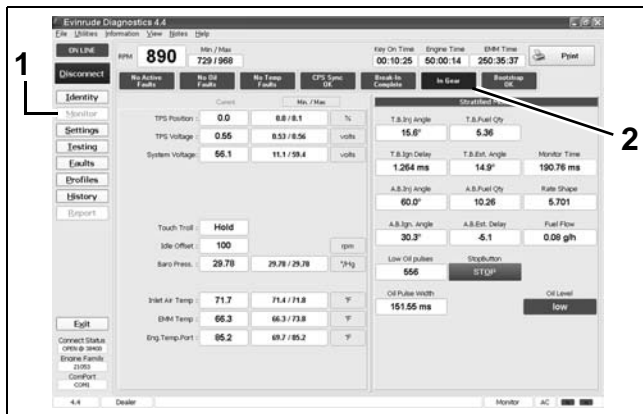 Evinrude Diagnostics 4.4
File Utilities Information View Notes Help
ON LINE
RPM 890
Min / Max
729 / 968
Key On Time Engine Time EMM Time
00:10:25 50:00:14 250:35:37
Print
1
Disconnect
No Active Faults
No Oil Faults
No Temp Faults
CPS Sync OK
Break-In Complete
In Gear
Bootstrap OK
2
Identity
Monitor
Settings
Testing
Faults
Profiles
History
Report
Exit
Connect Status
OPEN @ 38400
Engine Family
21053
ComPort
COM1
Current Min. / Max
TPS Position : 0.0 0.0 / 0.1 %
TPS Voltage : 0.55 0.53 / 0.56 volts
System Voltage: 56.1 11.1 / 59.4 volts
Touch Troll : Hold
Idle Offset : 100 rpm
Baro Press. : 29.78 29.78 / 29.78 "/Hg
Inlet Air Temp : 71.7 71.4 / 71.8 °F
EMM Temp : 66.3 66.3 / 73.8 °F
Eng.Temp.Port : 85.2 69.7 / 85.2 °F
T.B.Inj Angle T.B.Fuel Qty
15.6° 5.36
T.B.Ign Delay T.B.Est. Angle Monitor Time
1.264 ms 14.9° 190.76 ms
A.B.Inj Angle A.B.Fuel Qty Rate Shape
60.0° 10.26 5.701
A.B.Ign. Angle A.B.Est. Delay Fuel Flow
30.3° -5.1 0.08 g/h
Low Oil pulses StopButton
556 STOP
Oil Pulse Width Oil Level
151.55 ms low
4.4 Dealer Monitor AC